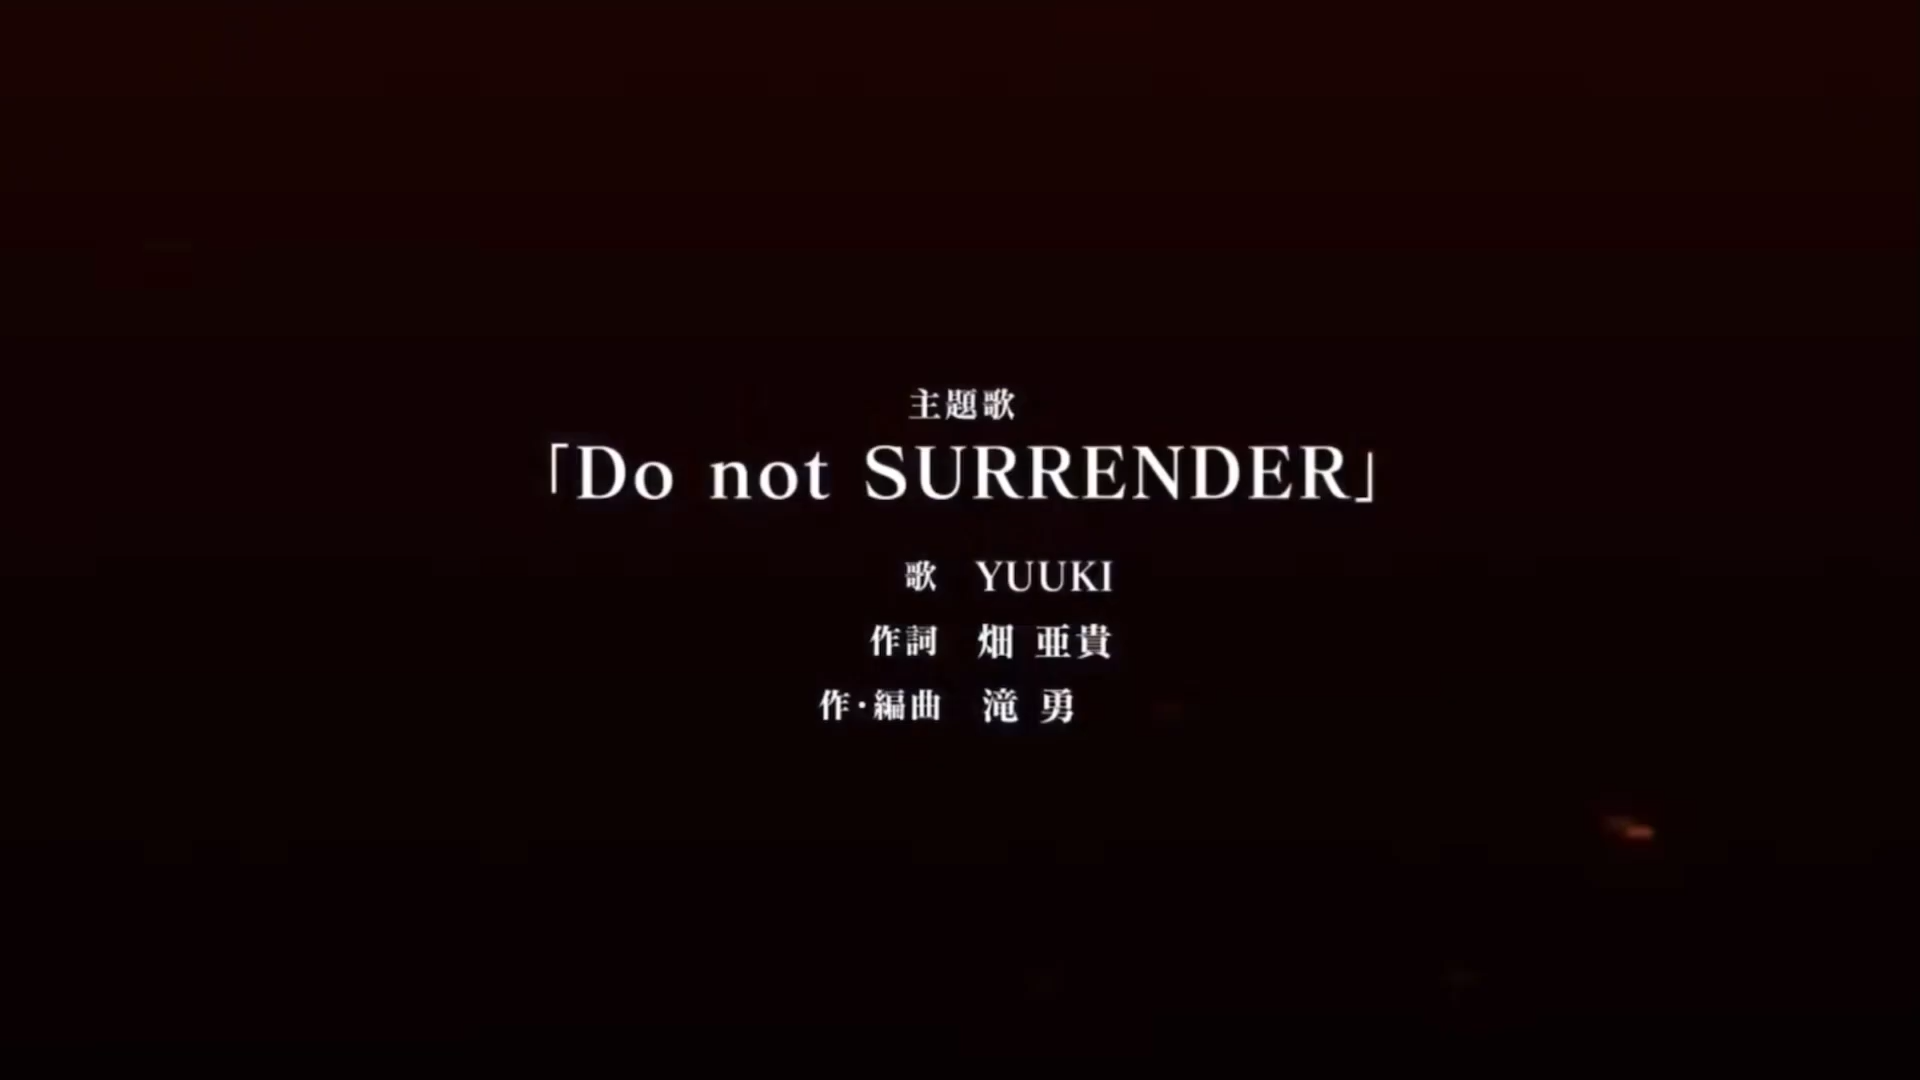 主題歌
「Do not SURRENDER」
歌 YUUKI
作詞 畑 亜貴
作・編曲 滝 勇